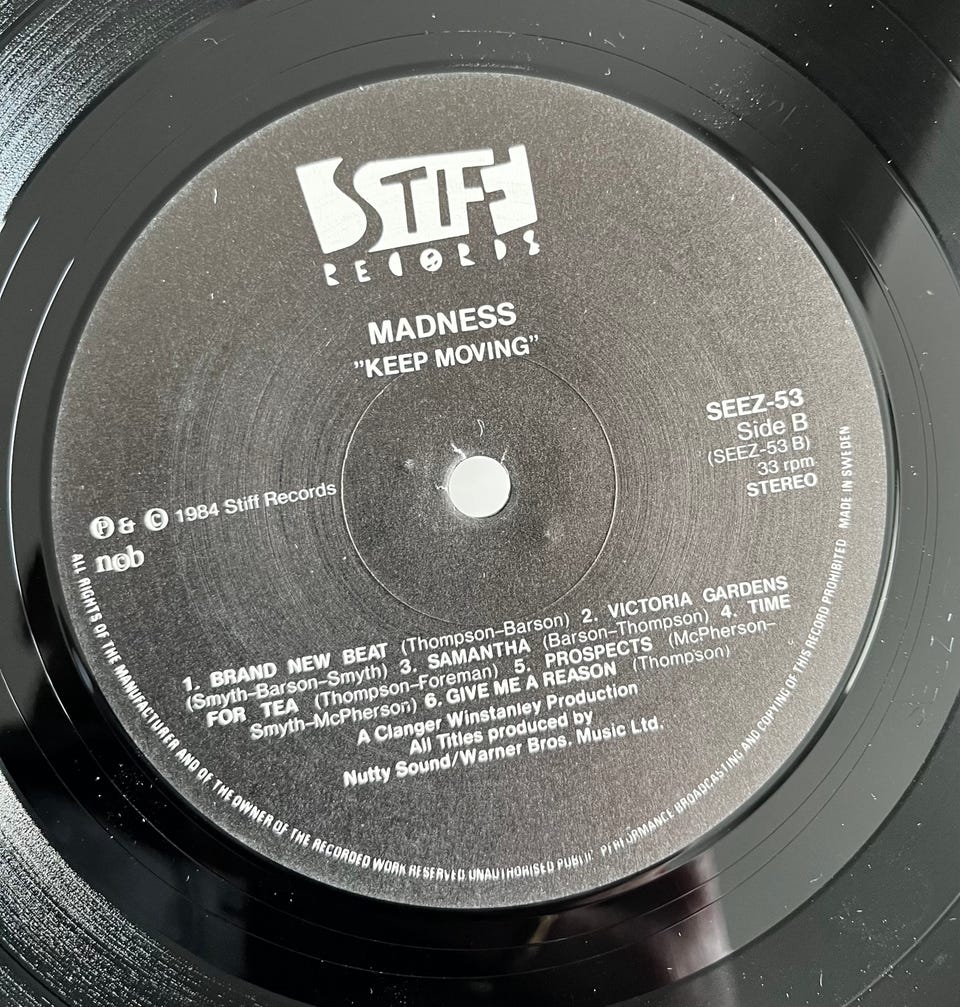 STIFF
RECORDS
MADNESS
"KEEP MOVING"
SEEZ-53
Side B
(SEEZ-53 B)
33 rpm
STEREO
Ⓟ & © 1984 Stiff Records
ncb
1. BRAND NEW BEAT (Thompson–Barson) 2. VICTORIA GARDENS
(Smyth–Barson–Smyth) 3. SAMANTHA (Barson–Thompson) 4. TIME
FOR TEA (Thompson–Foreman) 5. PROSPECTS (McPherson–
Smyth–McPherson) 6. GIVE ME A REASON (Thompson)
A Clanger Winstanley Production
All Titles produced by
Nutty Sound/Warner Bros. Music Ltd.
ALL RIGHTS OF THE MANUFACTURER AND OF THE OWNER OF THE RECORDED WORK RESERVED UNAUTHORISED PUBLIC PERFORMANCE BROADCASTING AND COPYING OF THIS RECORD PROHIBITED MADE IN SWEDEN